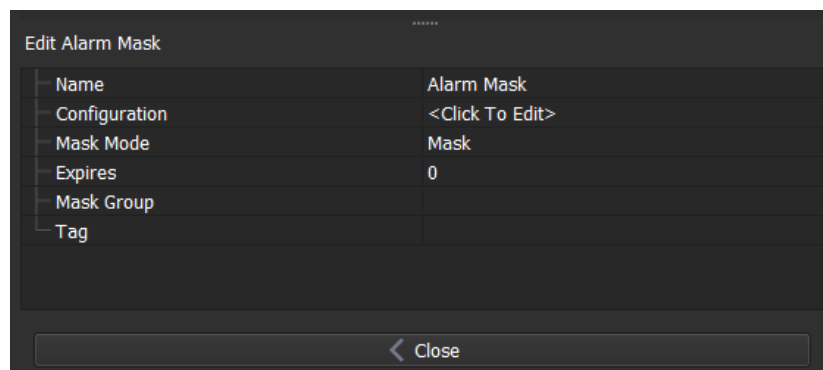 Edit Alarm Mask
Name Alarm Mask
Configuration <Click To Edit>
Mask Mode Mask
Expires 0
Mask Group
Tag
Close